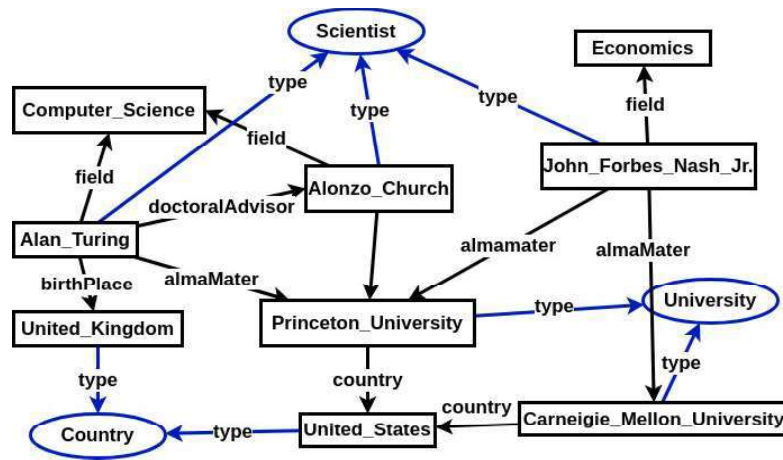 Scientist
Economics
type
Computer_Science
type
type
field
field
field
Alonzo_Church
John_Forbes_Nash_Jr.
doctoralAdvisor
Alan_Turing
almamater
almaMater
birthPlace
almaMater
University
type
United_Kingdom
Princeton_University
type
type
country
country
Carneigie_Mellon_University
Country
type
United_States